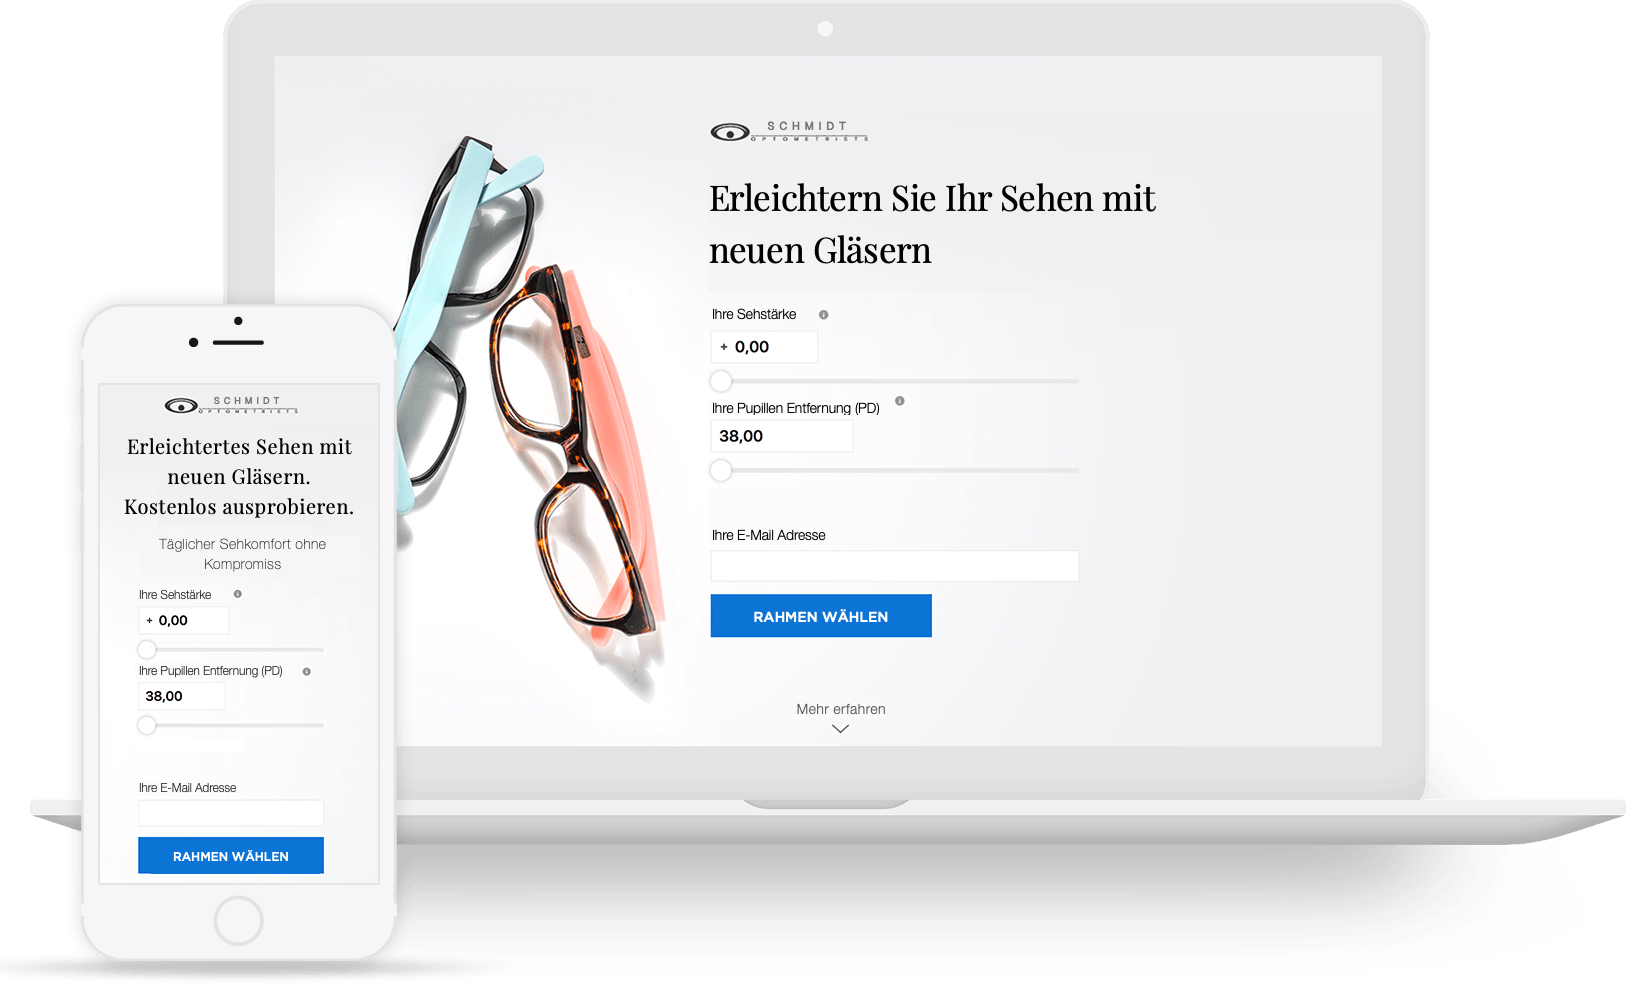 SCHMIDT
OPTOMETRISTS
Erleichtern Sie Ihr Sehen mit
neuen Gläsern
Ihre Sehstärke
+ 0,00
Ihre Pupillen Entfernung (PD)
38,00
Ihre E-Mail Adresse
RAHMEN WÄHLEN
Mehr erfahren
SCHMIDT
OPTOMETRISTS
Erleichtertes Sehen mit
neuen Gläsern.
Kostenlos ausprobieren.
Täglicher Sehkomfort ohne
Kompromiss
Ihre Sehstärke
+ 0,00
Ihre Pupillen Entfernung (PD)
38,00
Ihre E-Mail Adresse
RAHMEN WÄHLEN